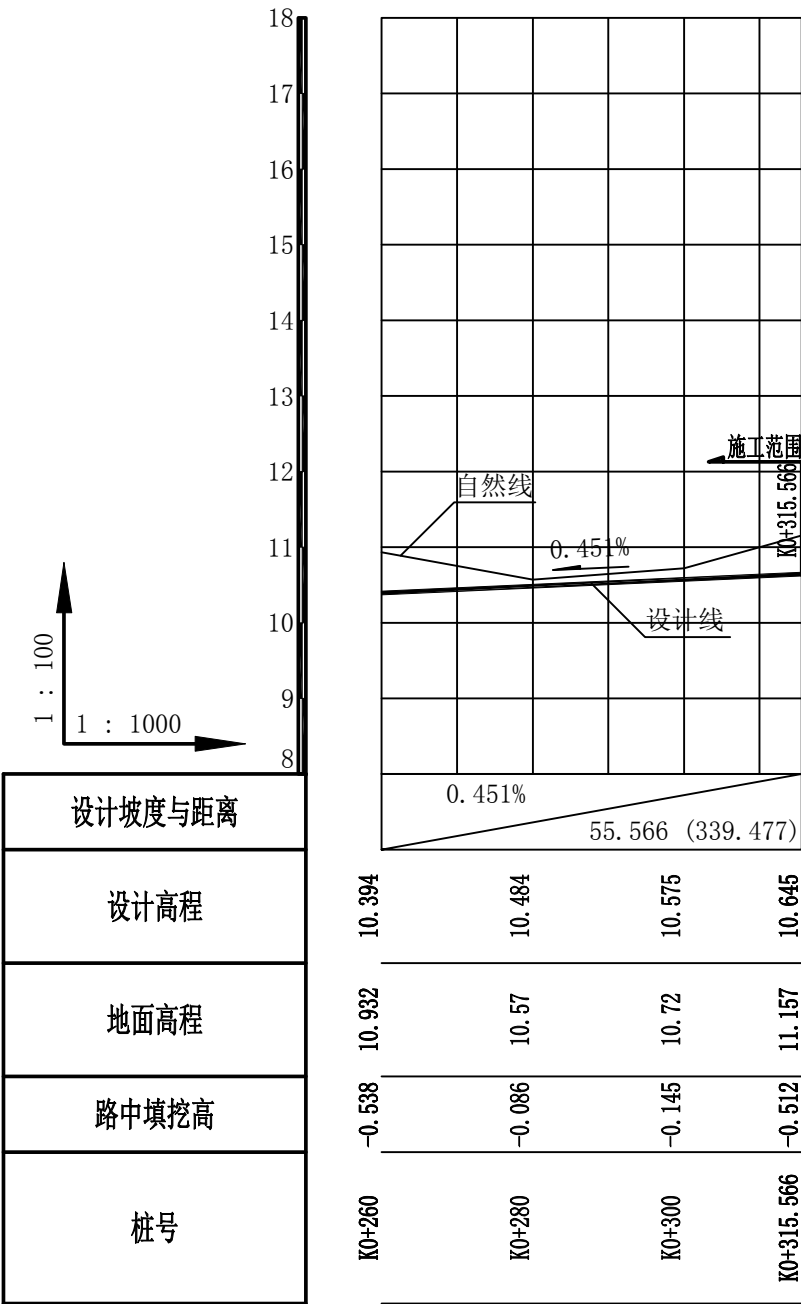 18
17
16
15
14
13
12
11
10
9
8
施工范围
K0+315.566
自然线
0.451%
设计线
1 : 100
1 : 1000
设计坡度与距离
0.451%
55.566 (339.477)
设计高程 10.394 10.484 10.575 10.645
地面高程 10.932 10.57 10.72 11.157
路中填挖高 -0.538 -0.086 -0.145 -0.512
桩号 K0+260 K0+280 K0+300 K0+315.566